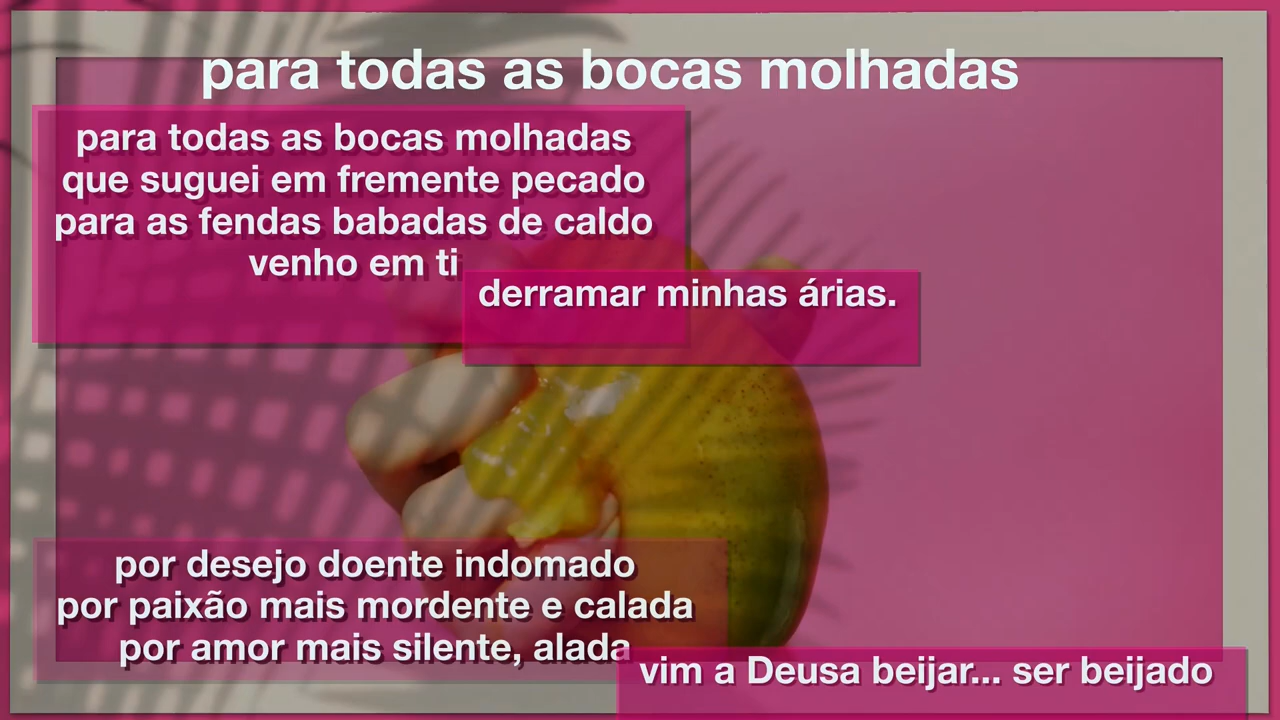 para todas as bocas molhadas
para todas as bocas molhadas
que suguei em fremente pecado
para as fendas babadas de caldo
venho em ti
derramar minhas árias.
por desejo doente indomado
por paixão mais mordente e calada
por amor mais silente, alada
vim a Deusa beijar... ser beijado